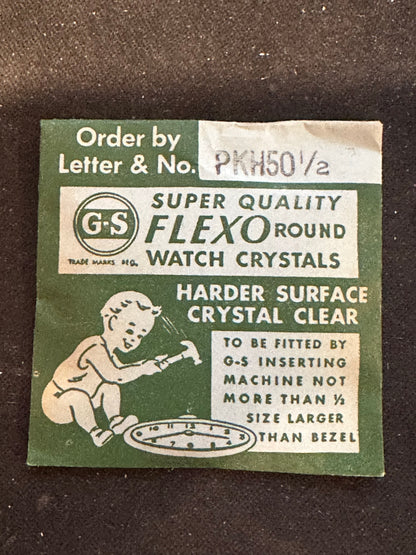 Order by
Letter & No. PKH50 1/2
G-S
TRADE MARKS REG.
SUPER QUALITY
FLEXO ROUND
WATCH CRYSTALS
HARDER SURFACE
CRYSTAL CLEAR
TO BE FITTED BY
G-S INSERTING
MACHINE NOT
MORE THAN ½
SIZE LARGER
THAN BEZEL